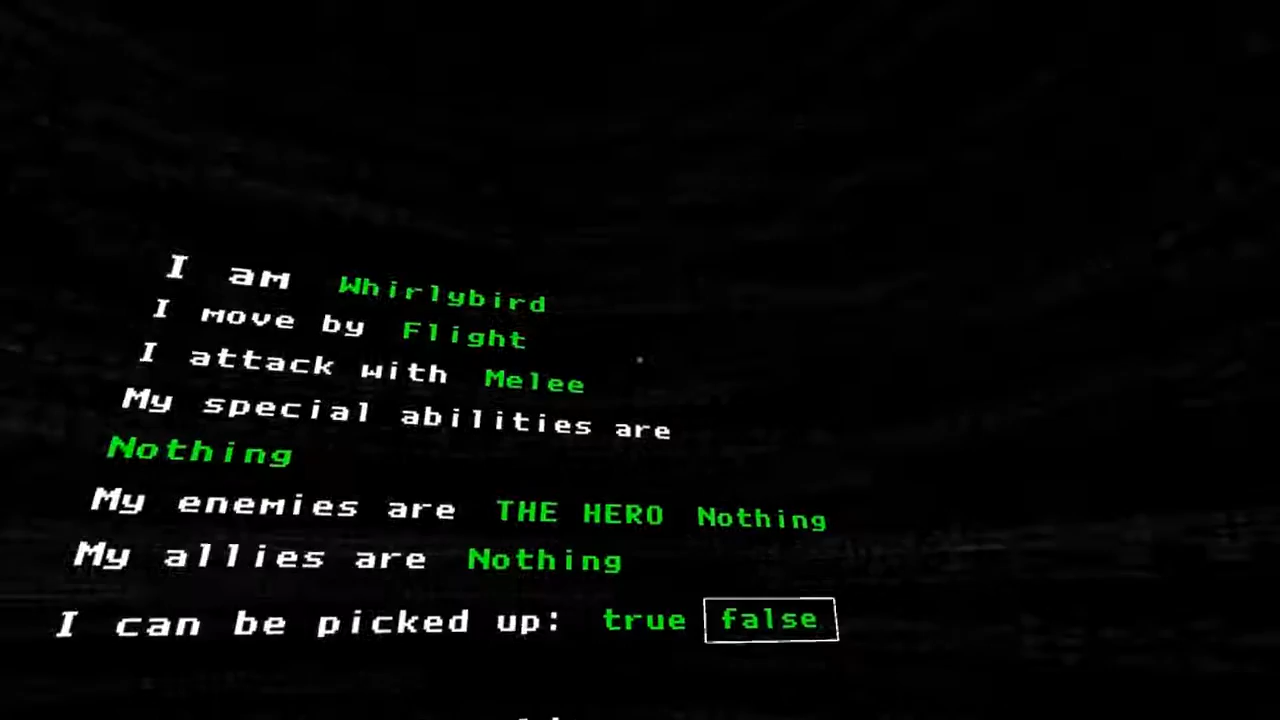 I am Whirlybird
I move by Flight
I attack with Melee
My special abilities are
Nothing
My enemies are THE HERO Nothing
My allies are Nothing
I can be picked up: true false